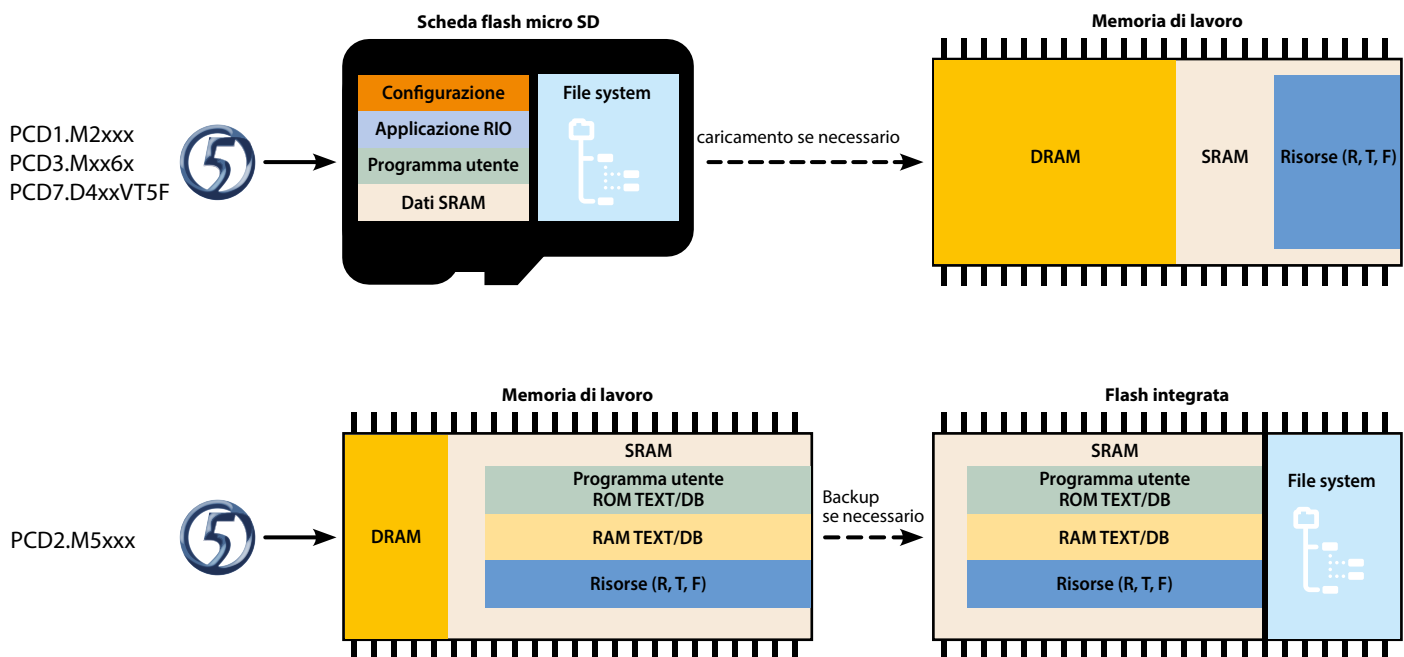 Scheda flash micro SD
Memoria di lavoro
PCD1.M2xxx
PCD3.Mxx6x
PCD7.D4xxVT5F
5
Configurazione
Applicazione RIO
Programma utente
Dati SRAM
File system
caricamento se necessario
DRAM
SRAM
Risorse (R, T, F)
Memoria di lavoro
Flash integrata
PCD2.M5xxx
5
DRAM
SRAM
Programma utente
ROM TEXT/DB
RAM TEXT/DB
Risorse (R, T, F)
Backup
se necessario
SRAM
Programma utente
ROM TEXT/DB
RAM TEXT/DB
Risorse (R, T, F)
File system